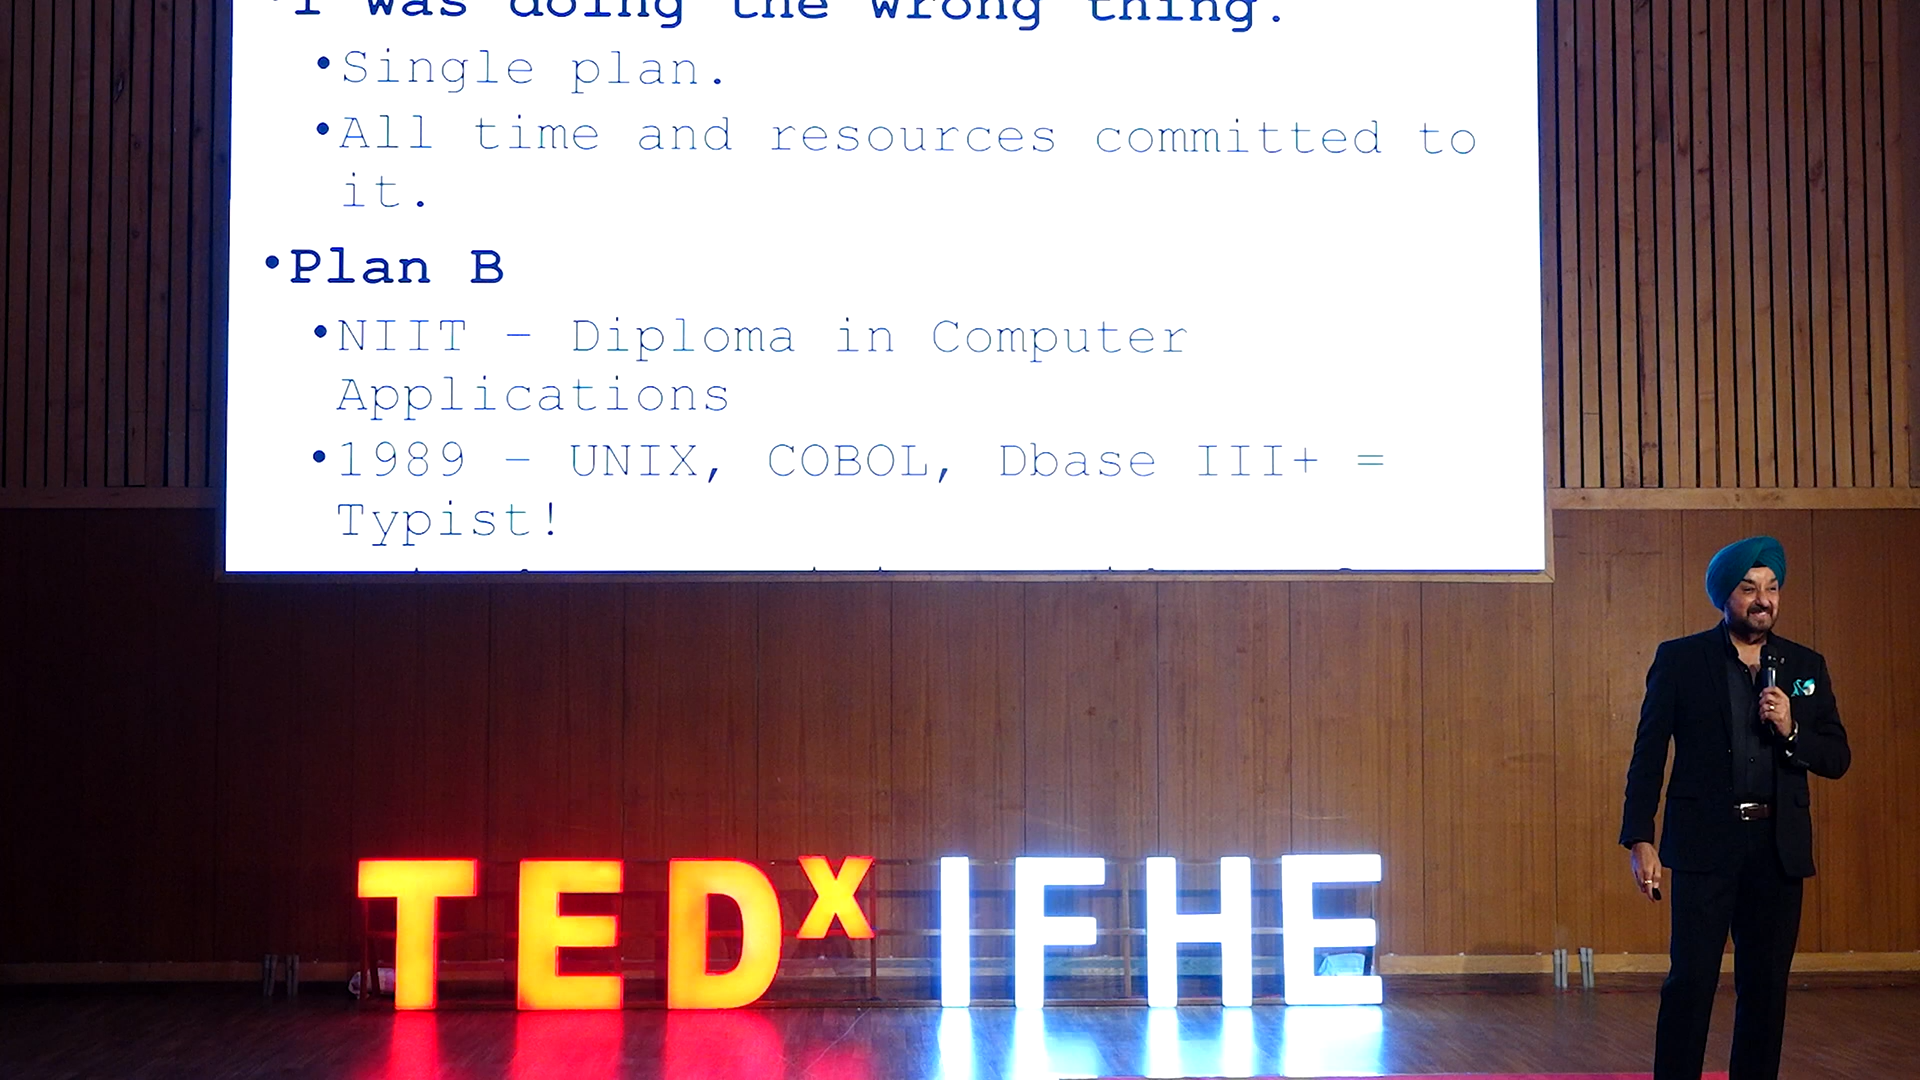 •I was doing the wrong thing.
•Single plan.
•All time and resources committed to
it.
•Plan B
•NIIT – Diploma in Computer
Applications
•1989 – UNIX, COBOL, Dbase III+ =
Typist!
TEDx IFHE